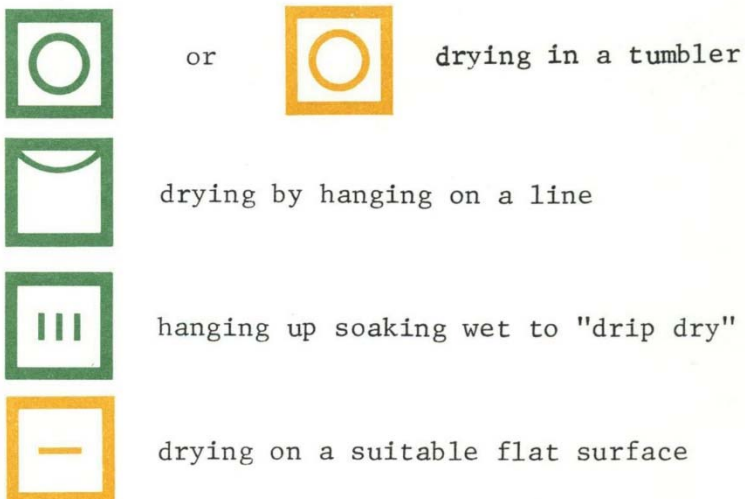 or drying in a tumbler
drying by hanging on a line
hanging up soaking wet to "drip dry"
drying on a suitable flat surface